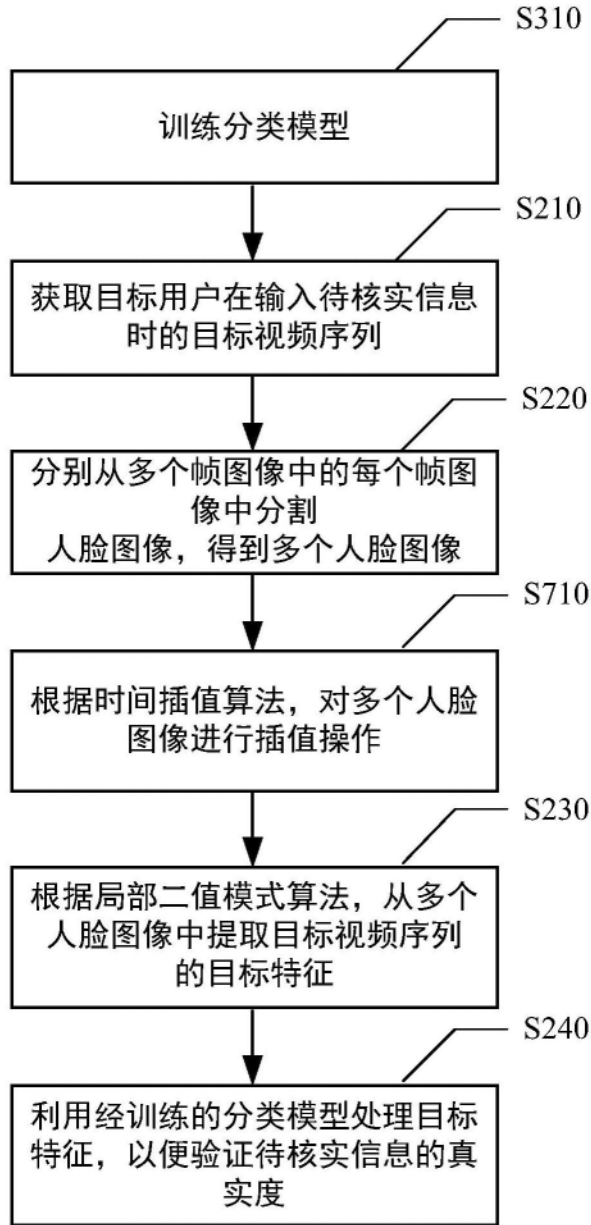 S310
训练分类模型
S210
获取目标用户在输入待核实信息
时的目标视频序列
S220
分别从多个帧图像中的每个帧图
像中分割
人脸图像，得到多个人脸图像
S710
根据时间插值算法，对多个人脸
图像进行插值操作
S230
根据局部二值模式算法，从多个
人脸图像中提取目标视频序列
的目标特征
S240
利用经训练的分类模型处理目标
特征，以便验证待核实信息的真
实度